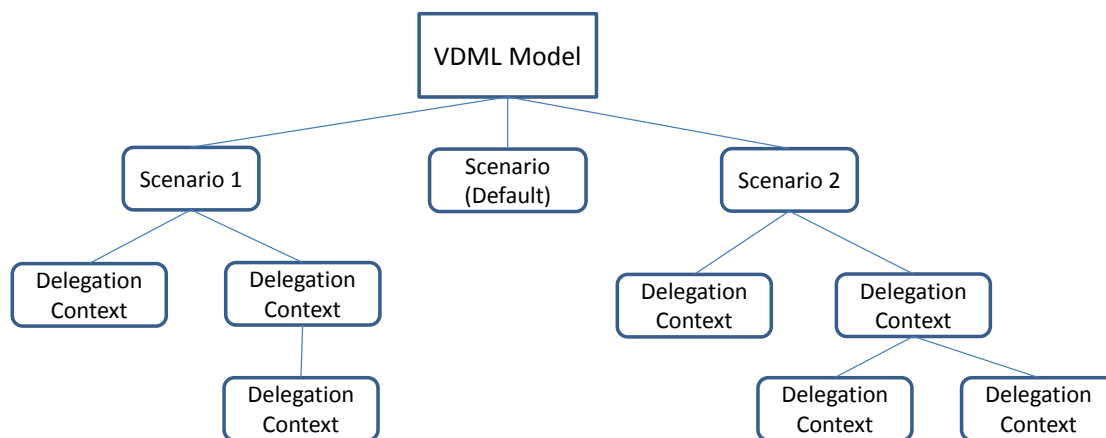 VDML Model
Scenario 1
Scenario
(Default)
Scenario 2
Delegation
Context
Delegation
Context
Delegation
Context
Delegation
Context
Delegation
Context
Delegation
Context
Delegation
Context